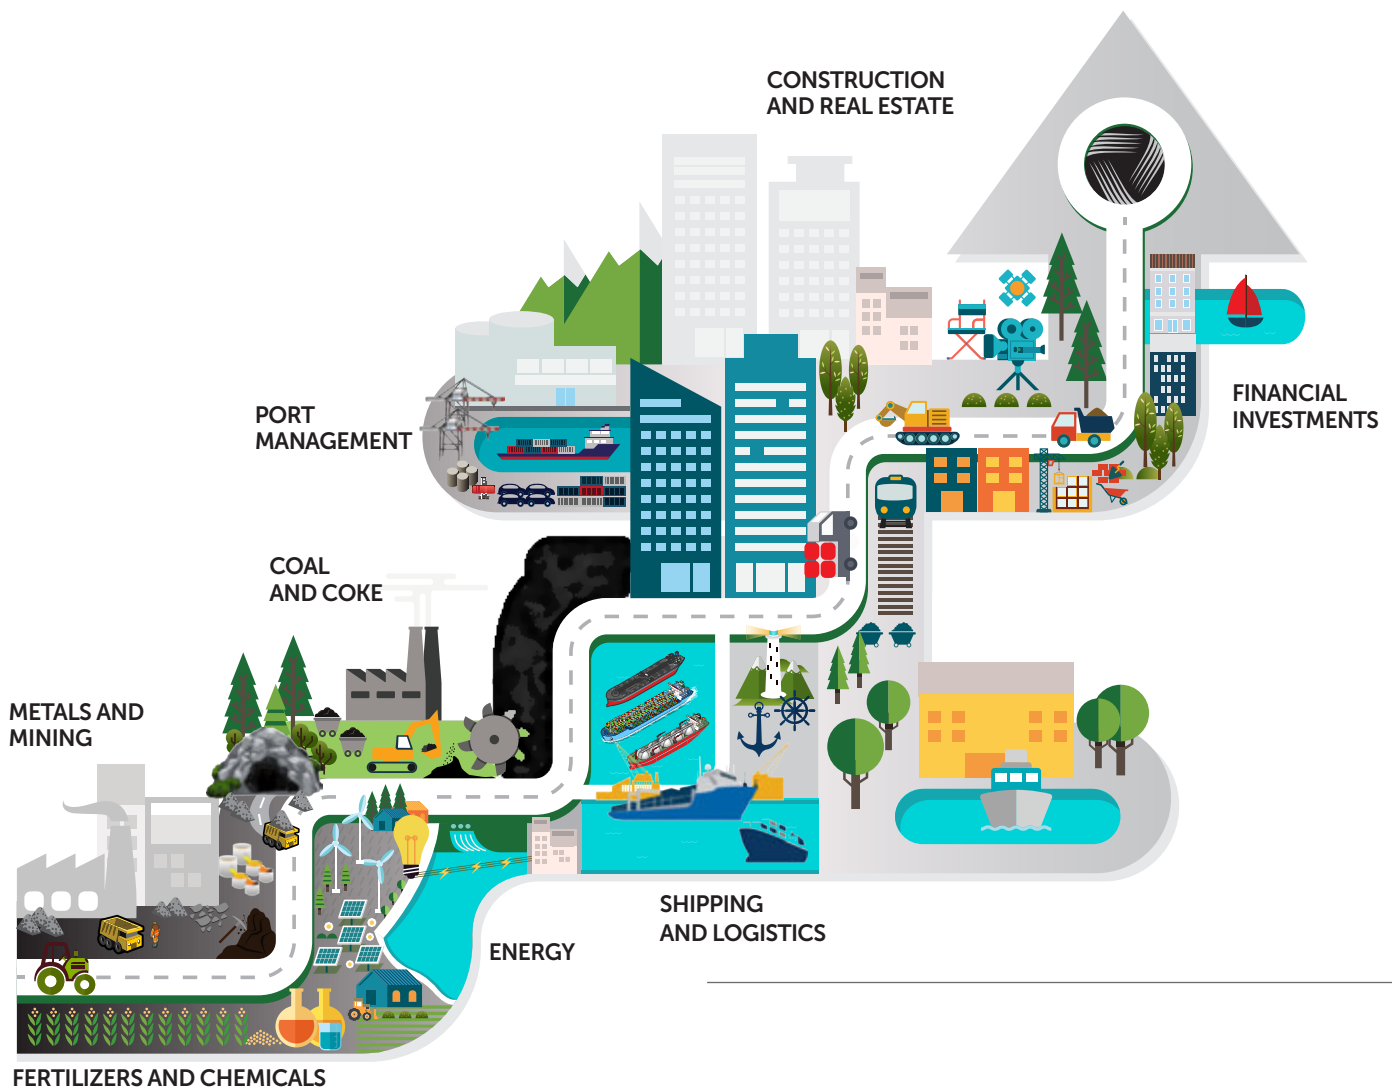 CONSTRUCTION
AND REAL ESTATE
FINANCIAL
INVESTMENTS
PORT
MANAGEMENT
COAL
AND COKE
METALS AND
MINING
SHIPPING
AND LOGISTICS
ENERGY
FERTILIZERS AND CHEMICALS